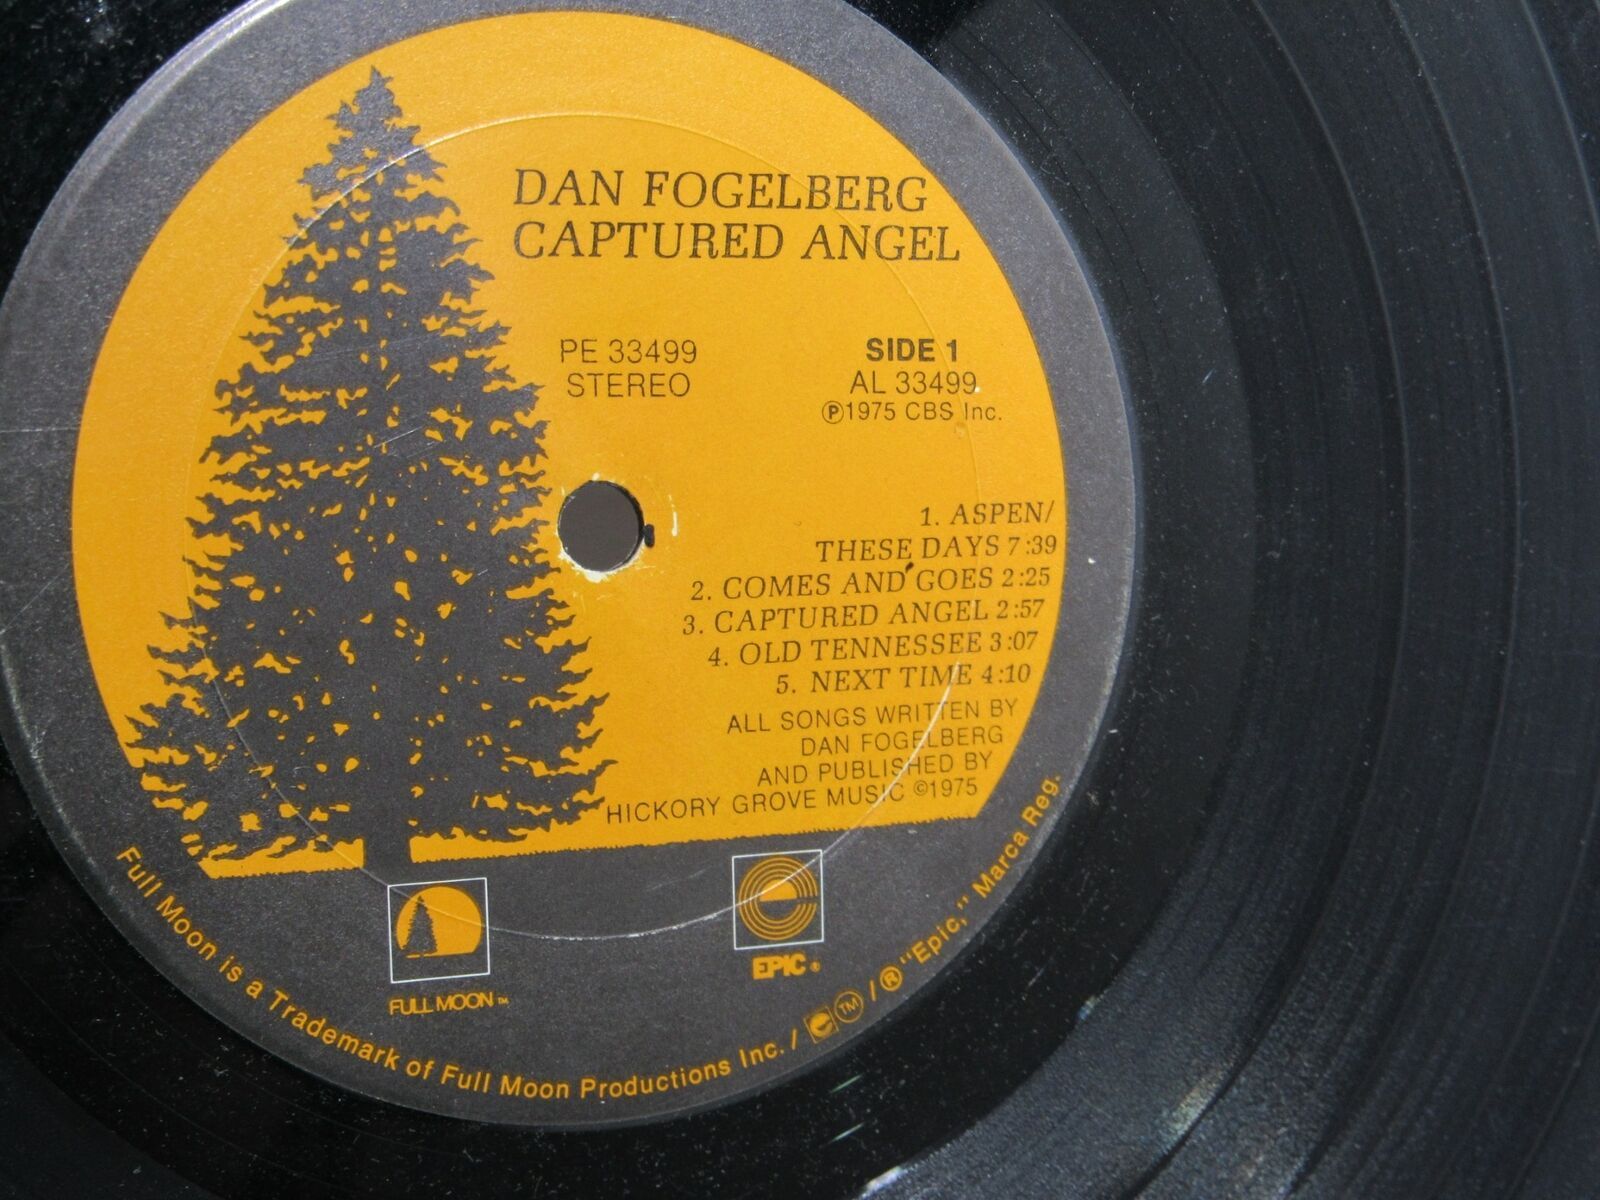 DAN FOGELBERG
CAPTURED ANGEL
PE 33499
STEREO
SIDE 1
AL 33499
℗1975 CBS Inc.
1. ASPEN/
THESE DAYS 7:39
2. COMES AND GOES 2:25
3. CAPTURED ANGEL 2:57
4. OLD TENNESSEE 3:07
5. NEXT TIME 4:10
ALL SONGS WRITTEN BY
DAN FOGELBERG
AND PUBLISHED BY
HICKORY GROVE MUSIC ©1975
FULL MOON™
EPIC®
Full Moon is a Trademark of Full Moon Productions Inc. / e ™ / ® "Epic," Marca Reg.